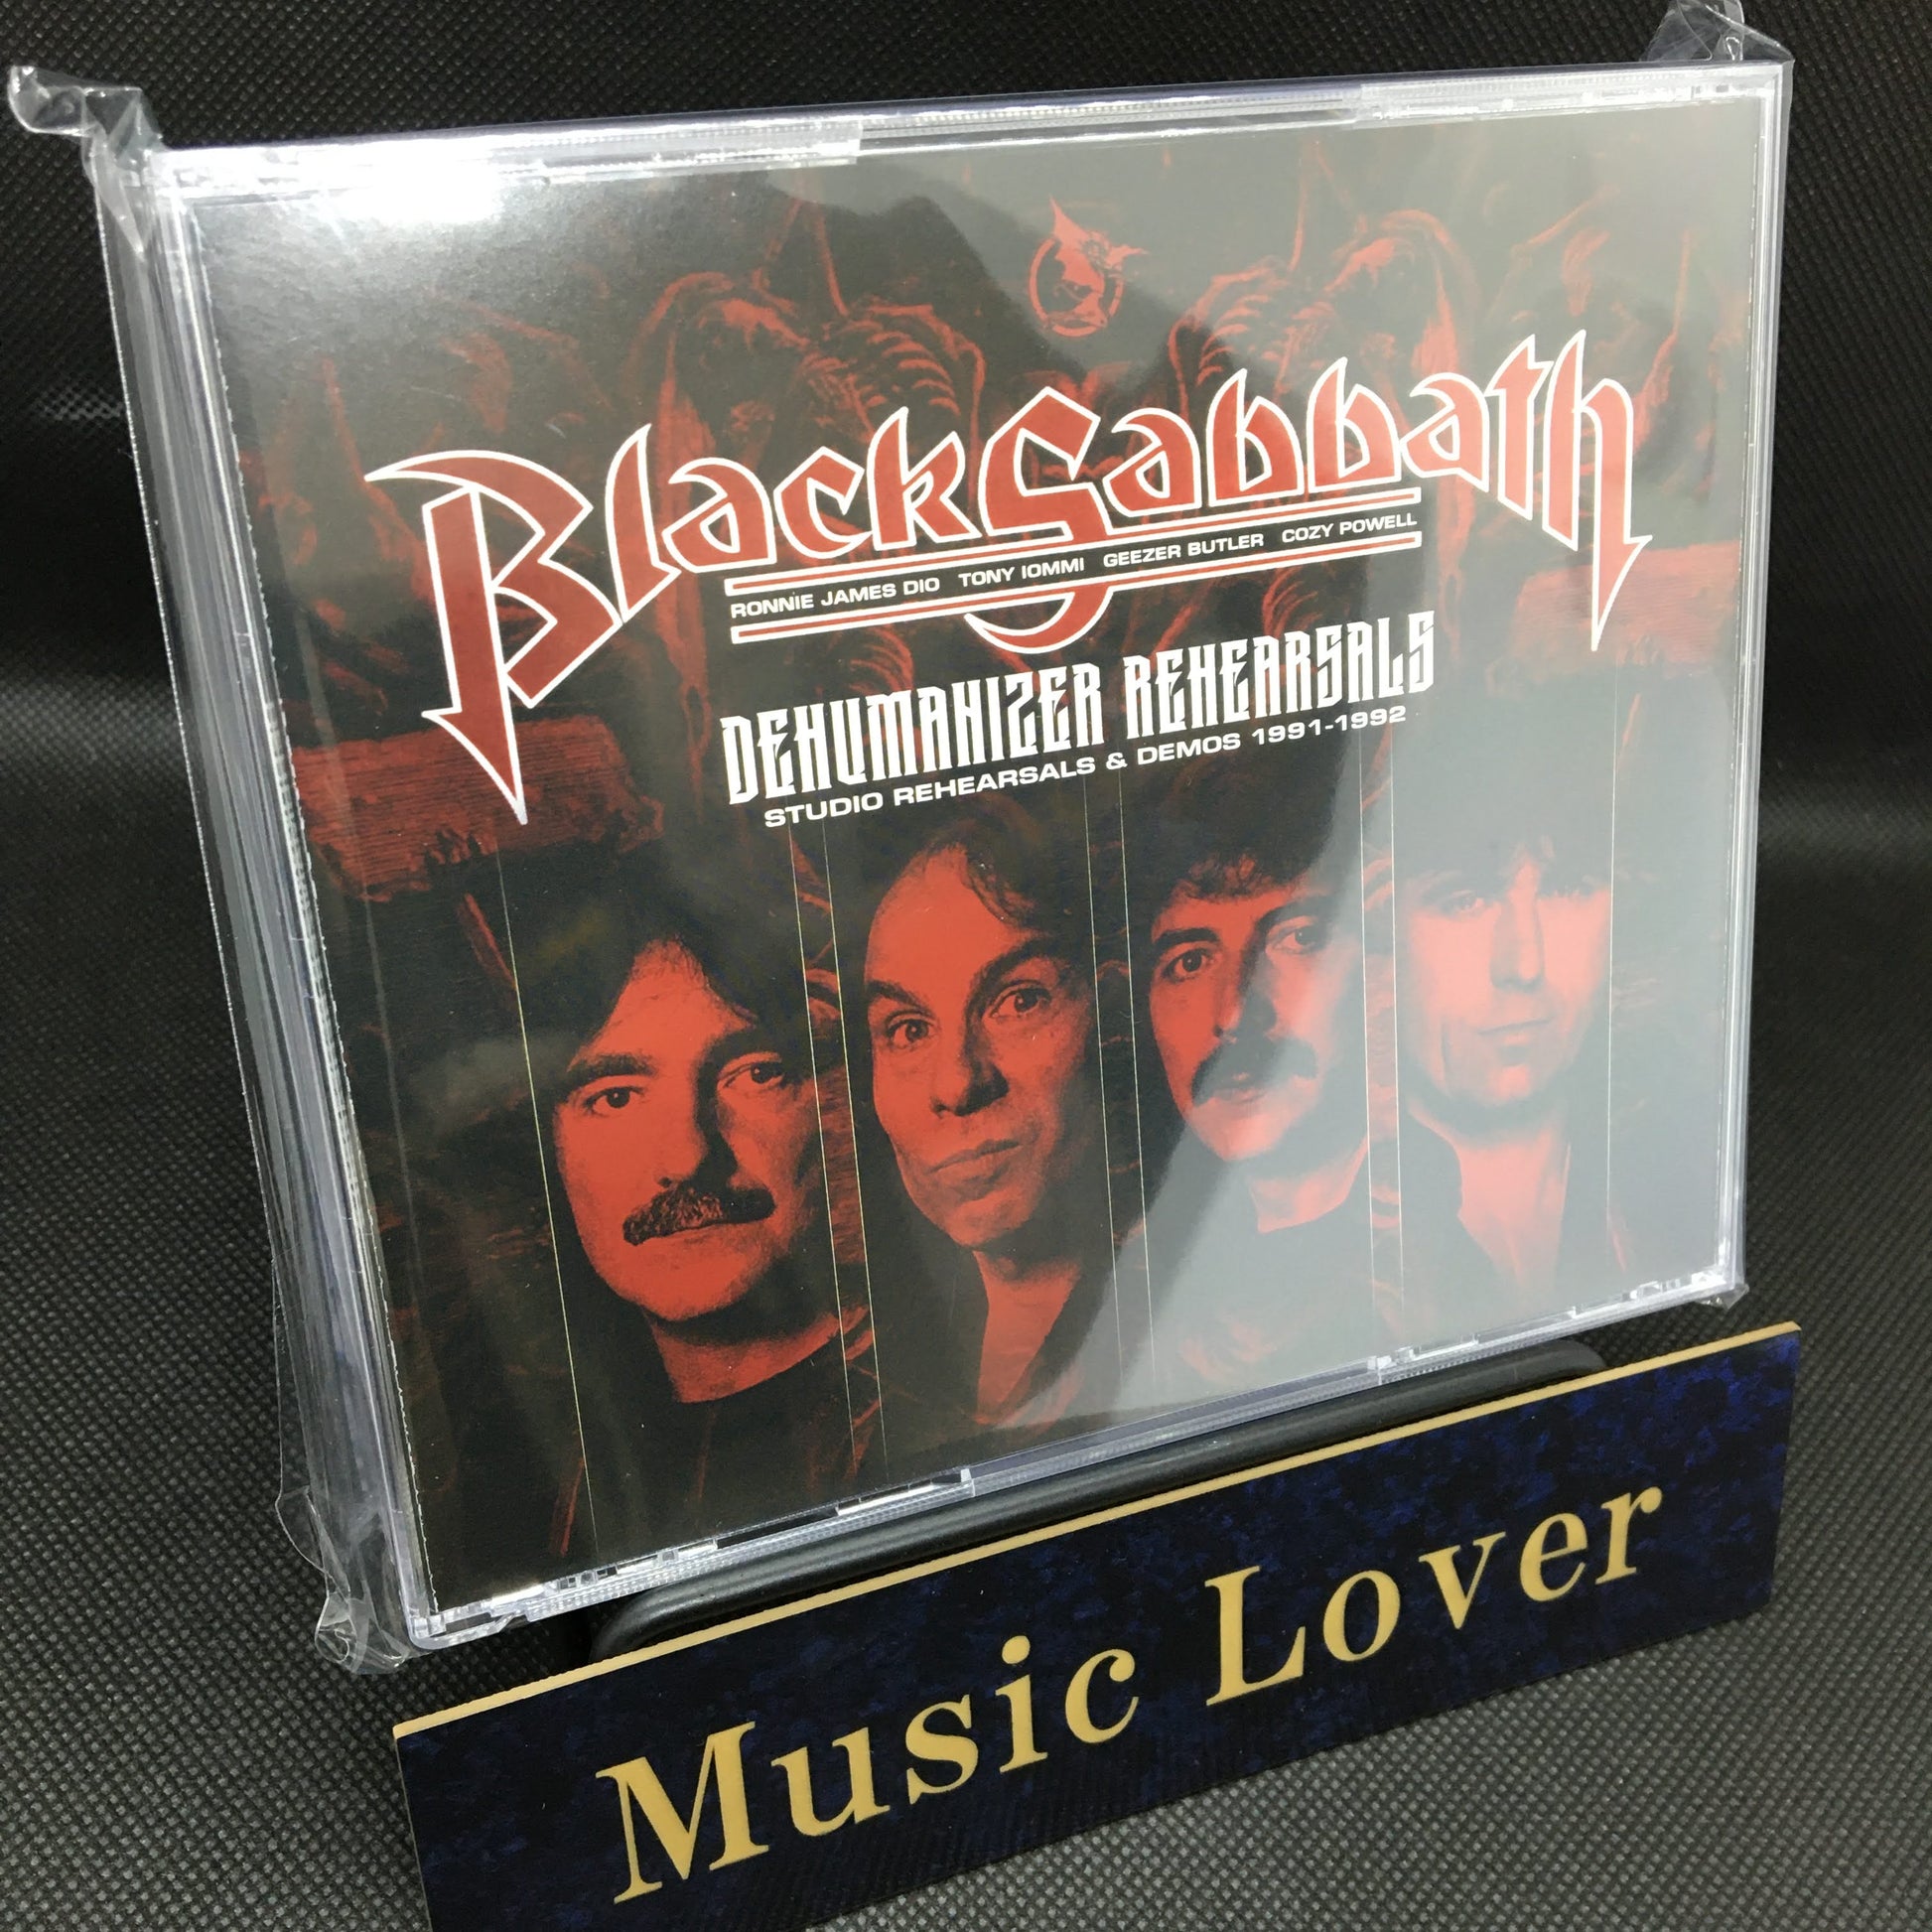 Black Sabbath
RONNIE JAMES DIO TONY IOMMI GEEZER BUTLER COZY POWELL
DEHUMANIZER REHEARSALS
STUDIO REHEARSALS & DEMOS 1991-1992
Music Lover